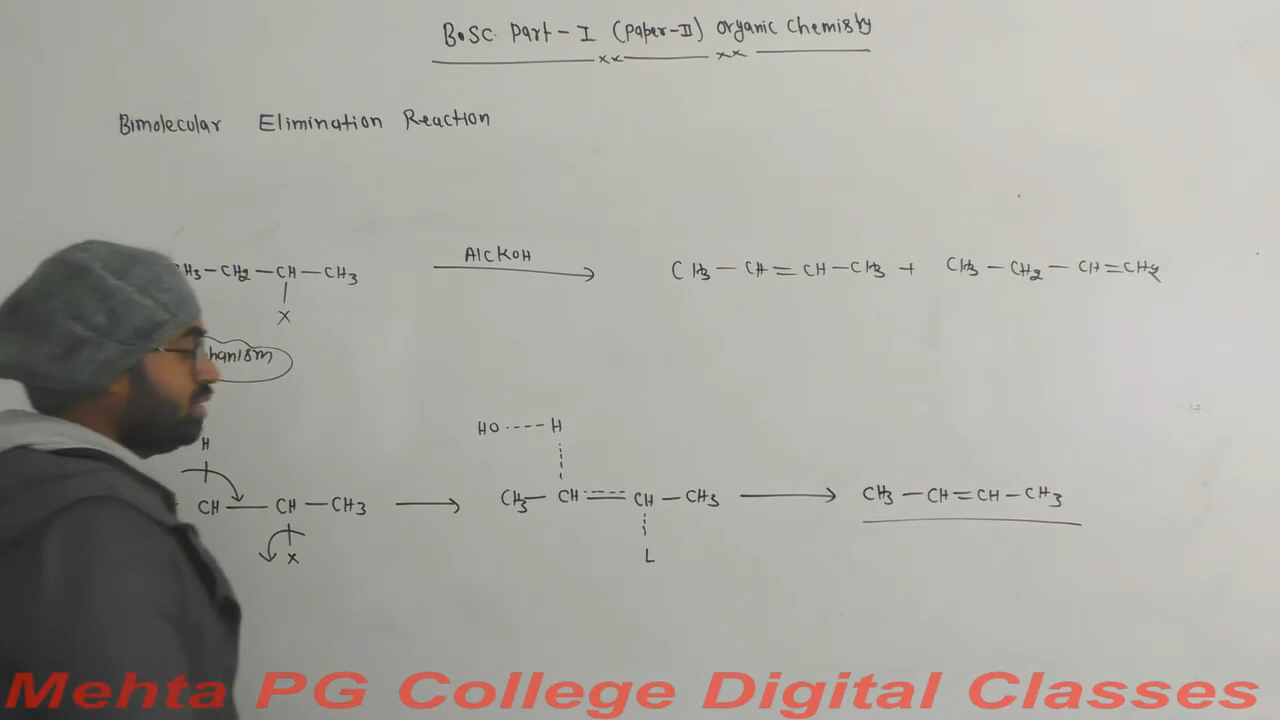 B.SC. Part-I (Paper-II) Organic Chemistry
Bimolecular Elimination Reaction
H3-CH2-CH-CH3
X
Alc KOH
CH3-CH=CH-CH3 + CH3-CH2-CH=CH2
hanism
H
CH-CH-CH3
X
HO----H
CH3-CH=CH-CH3
L
CH3-CH=CH-CH3
Mehta PG College Digital Classes